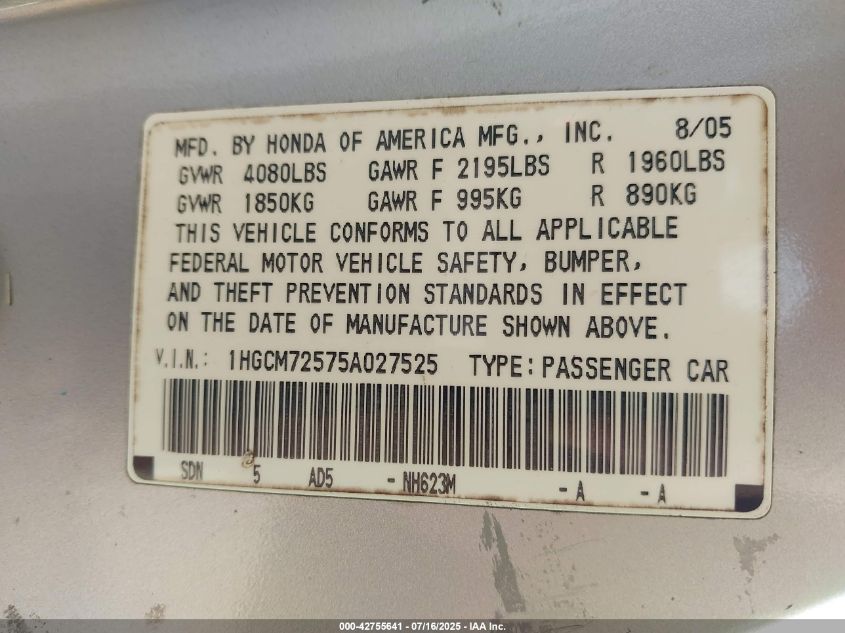 MFD. BY HONDA OF AMERICA MFG., INC. 8/05
GVWR 4080LBS GAWR F 2195LBS R 1960LBS
GVWR 1850KG GAWR F 995KG R 890KG
THIS VEHICLE CONFORMS TO ALL APPLICABLE
FEDERAL MOTOR VEHICLE SAFETY, BUMPER,
AND THEFT PREVENTION STANDARDS IN EFFECT
ON THE DATE OF MANUFACTURE SHOWN ABOVE.
V.I.N.: 1HGCM72575A027525 TYPE:PASSENGER CAR
SDN 5 AD5 - NH623M - A - A
000-42755641 - 07/16/2025 - IAA Inc.